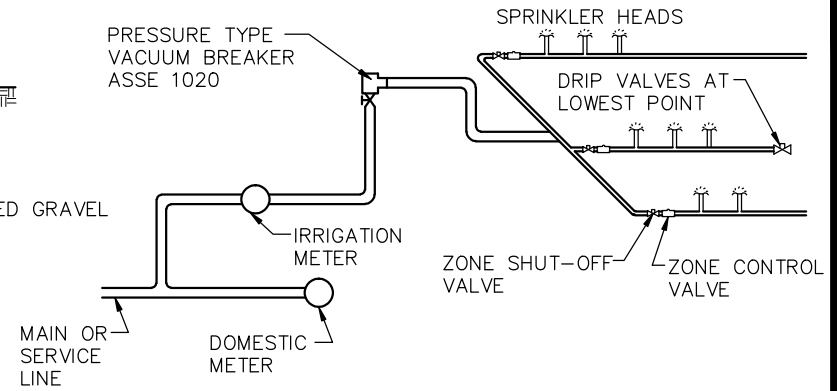 SPRINKLER HEADS
PRESSURE TYPE
VACUUM BREAKER
ASSE 1020
DRIP VALVES AT
LOWEST POINT
ED GRAVEL
IRRIGATION
METER
ZONE SHUT-OFF
VALVE
ZONE CONTROL
VALVE
MAIN OR
SERVICE
LINE
DOMESTIC
METER